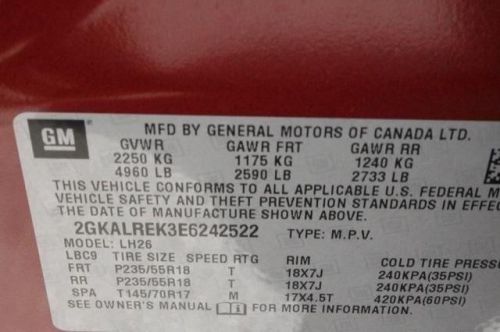 GM
MFD BY GENERAL MOTORS OF CANADA LTD.
GVWR GAWR FRT GAWR RR
2250 KG 1175 KG 1240 KG
4960 LB 2590 LB 2733 LB
THIS VEHICLE CONFORMS TO ALL APPLICABLE U.S. FEDERAL M
VEHICLE SAFETY AND THEFT PREVENTION STANDARDS IN EFFE
THE DATE OF MANUFACTURE SHOWN ABOVE.
2GKALREK3E6242522 TYPE: M.P.V.
MODEL: LH26
LBC9 TIRE SIZE SPEED RTG RIM COLD TIRE PRESSU
FRT P235/55R18 T 18X7J 240KPA(35PSI)
RR P235/55R18 T 18X7J 240KPA(35PSI)
SPA T145/70R17 M 17X4.5T 420KPA(60PSI)
SEE OWNER'S MANUAL FOR MORE INFORMATION.